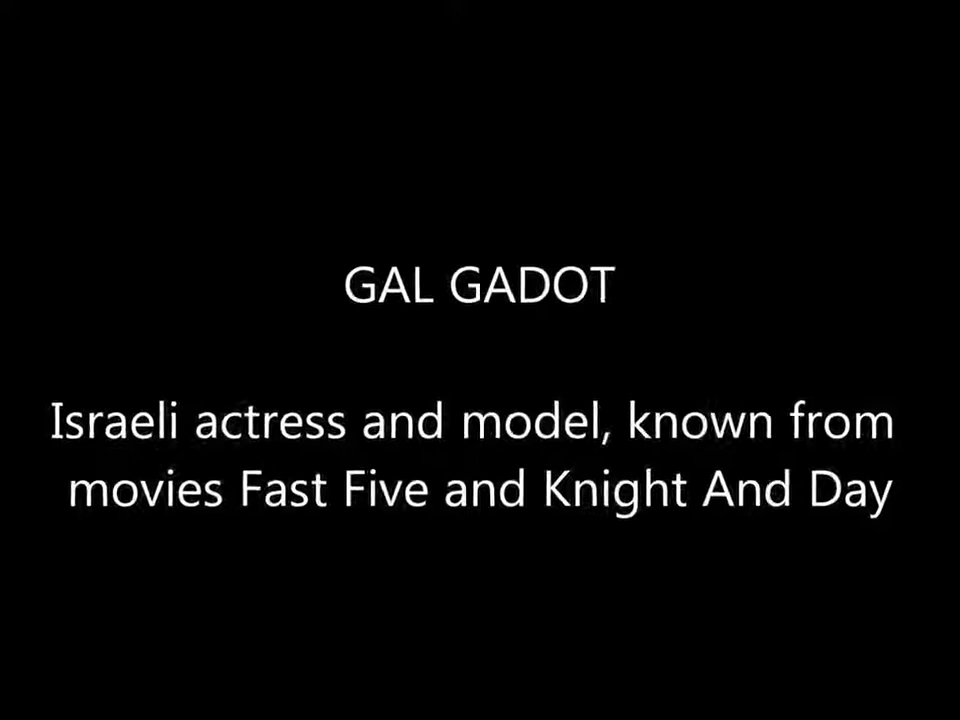 GAL GADOT
Israeli actress and model, known from
movies Fast Five and Knight And Day